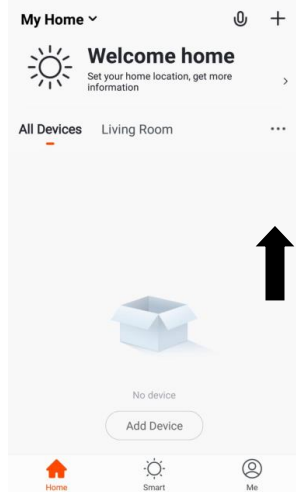 My Home
Welcome home
Set your home location, get more
information
All Devices Living Room
No device
Add Device
Home Smart Me